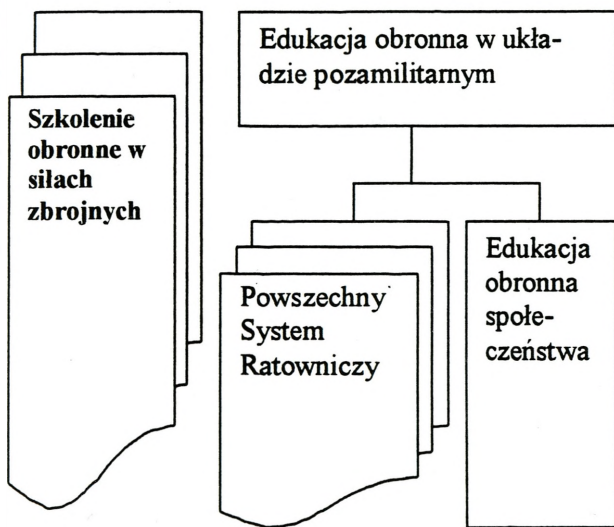 Szkolenie
obronne w
siłach
zbrojnych
Edukacja obronna w ukła-
dzie pozamilitarnym
Powszechny
System
Ratowniczy
Edukacja
obronna
społe-
czeństwa